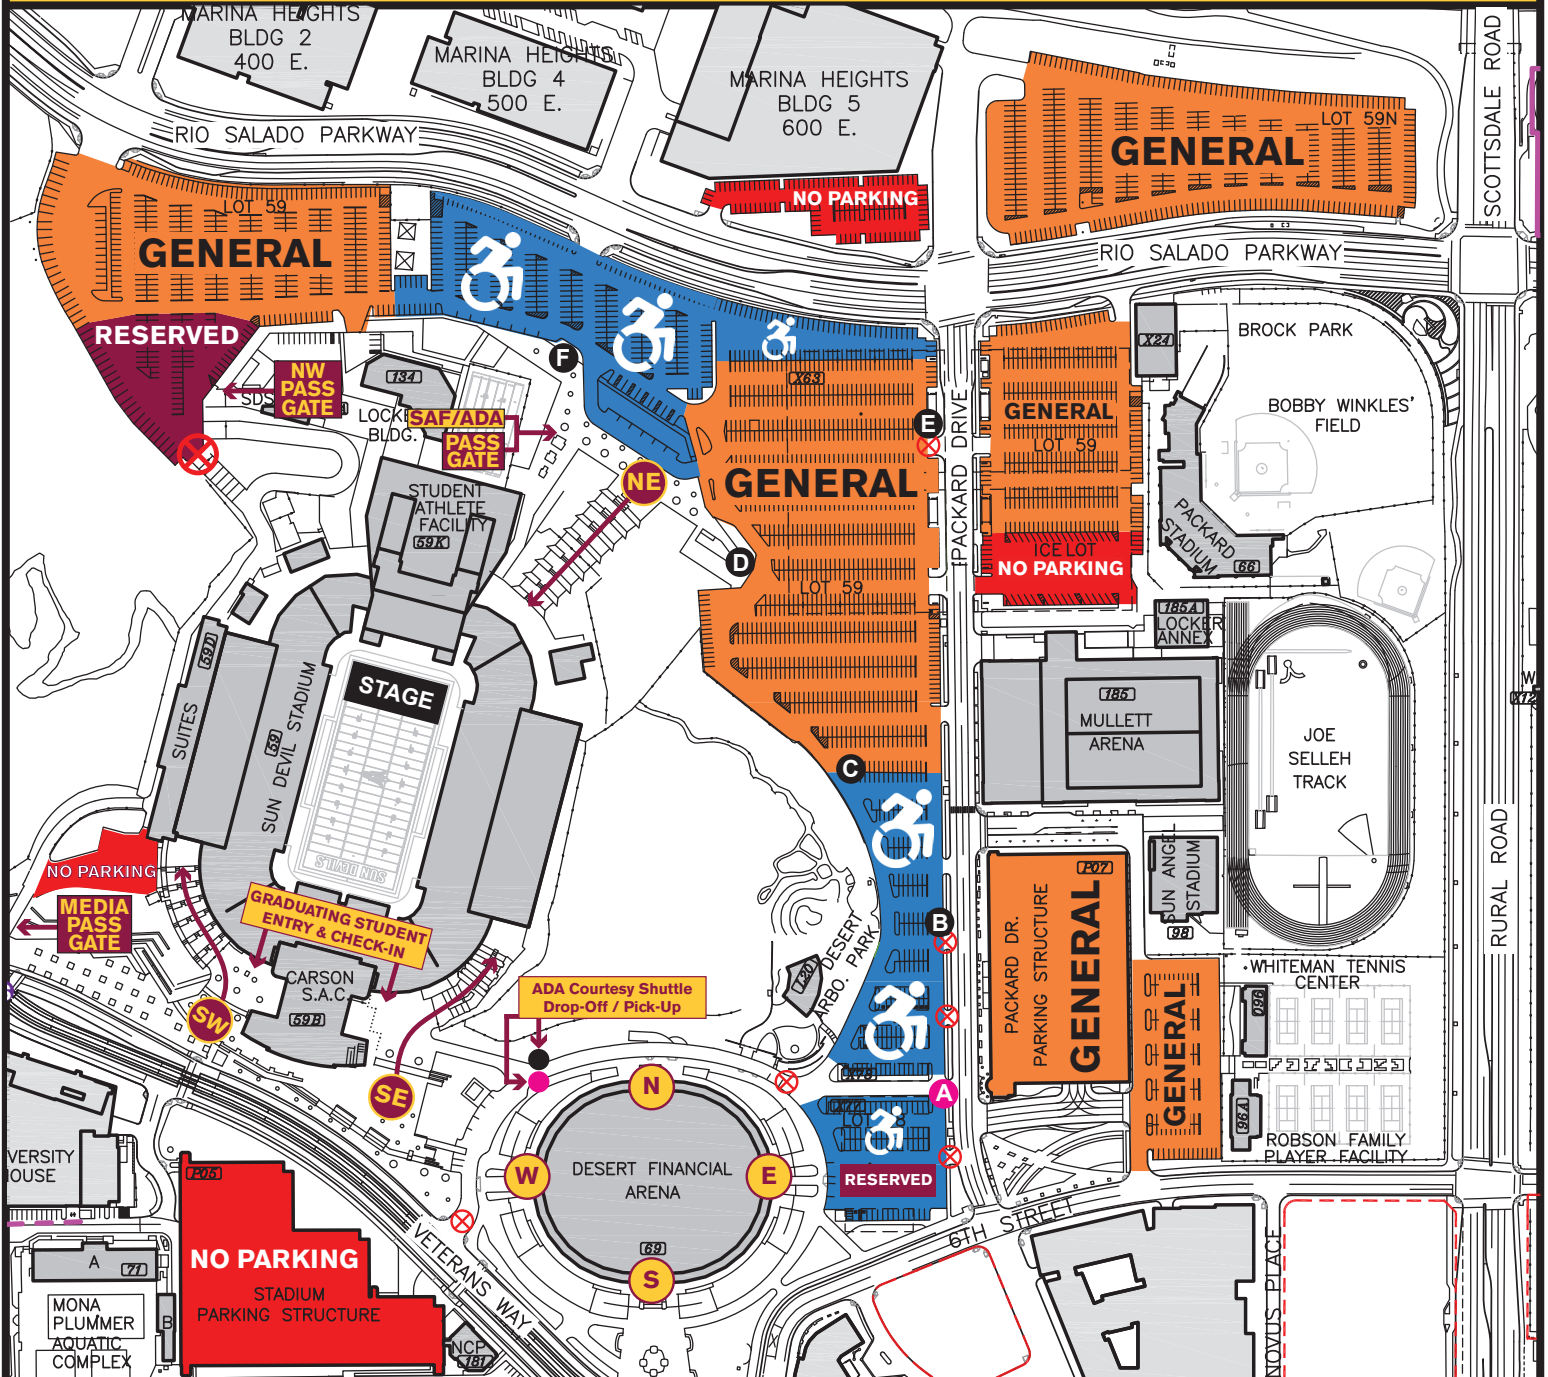 MARINA HEIGHTS
BLDG 2
400 E.
MARINA HEIGHTS
BLDG 4
500 E.
MARINA HEIGHTS
BLDG 5
600 E.
SCOTTSDALE ROAD
LOT 59N
GENERAL
RIO SALADO PARKWAY
NO PARKING
RIO SALADO PARKWAY
LOT 59
GENERAL
RESERVED
NW
PASS
GATE
SDS
134
LOCKER
BLDG.
SAF/ADA
PASS
GATE
F
X63
E
GENERAL
LOT 59
PACKARD DRIVE
GENERAL
LOT 59
ICE LOT
NO PARKING
X24
BROCK PARK
BOBBY WINKLES'
FIELD
PACKARD
STADIUM
66
NE
D
STUDENT
ATHLETE
FACILITY
59K
59D
SUITES
59
SUN DEVIL STADIUM
STAGE
SUN DEVILS
185A
LOCKER
ANNEX
185
MULLETT
ARENA
JOE
SELLEH
TRACK
RURAL ROAD
C
NO PARKING
MEDIA
PASS
GATE
GRADUATING STUDENT
ENTRY & CHECK-IN
CARSON
S.A.C.
59B
SW
SE
ADA Courtesy Shuttle
Drop-Off / Pick-Up
120
ARBO. DESERT
PARK
B
PACKARD DR.
PARKING STRUCTURE
GENERAL
P07
SUN ANGEL
STADIUM
98
GENERAL
WHITEMAN TENNIS
CENTER
96A
ROBSON FAMILY
PLAYER FACILITY
X78
A
X77
RESERVED
N
W
E
S
DESERT FINANCIAL
ARENA
69
6TH STREET
VETERANS WAY
P05
NO PARKING
STADIUM
PARKING STRUCTURE
A
71
MONA
PLUMMER
AQUATIC
COMPLEX
B
NCP
181